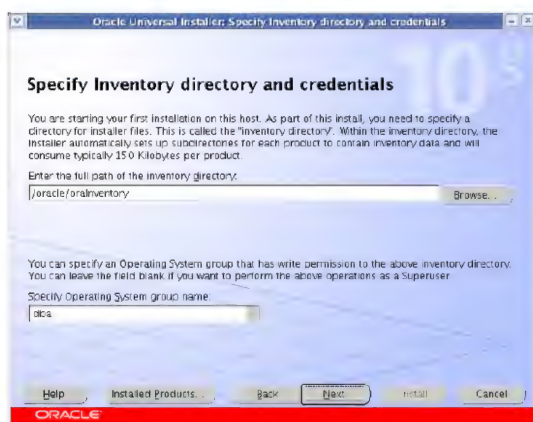 Oracle Universal Installer: Specify Inventory directory and credentials
10g
Specify Inventory directory and credentials
You are starting your first installation on this host. As part of this install, you need to specify a
directory for installer files. This is called the "inventory directory". Within the inventory directory, the
installer automatically sets up subdirectories for each product to contain inventory data and will
consume typically 150 Kilobytes per product.
Enter the full path of the inventory directory:
/oracle/oraInventory
Browse...
You can specify an Operating System group that has write permission to the above inventory directory.
You can leave the field blank if you want to perform the above operations as a Superuser.
Specify Operating System group name:
Help
Installed Products...
Back
Next
Install
Cancel
ORACLE